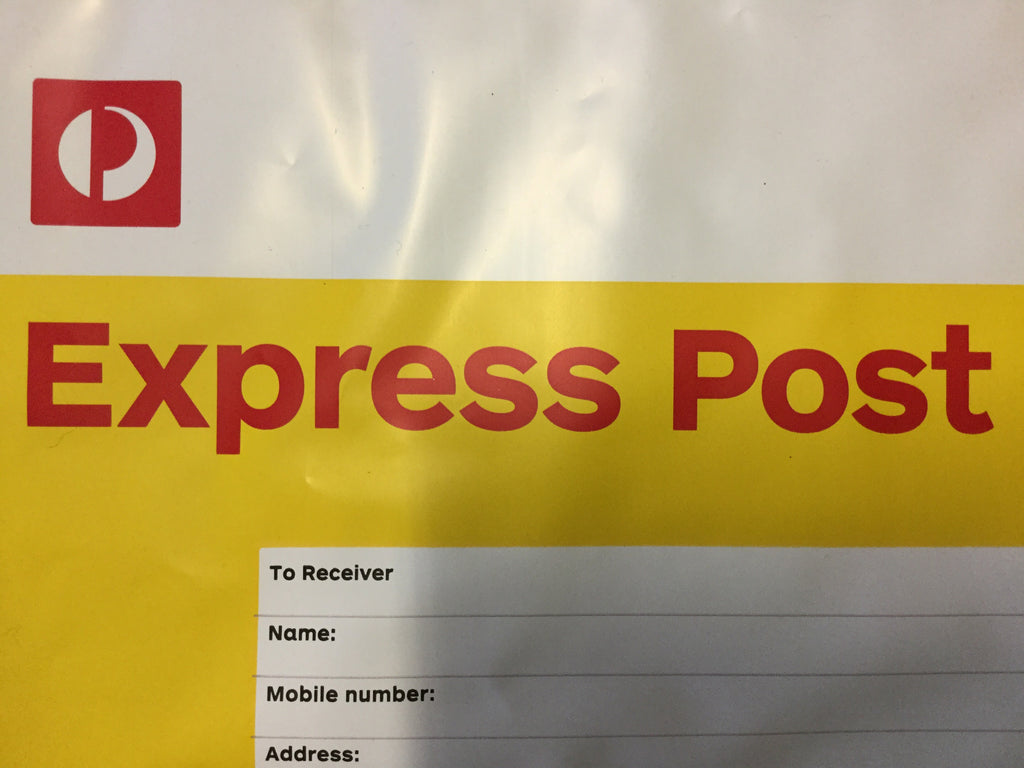 Express Post
To Receiver
Name:
Mobile number:
Address: